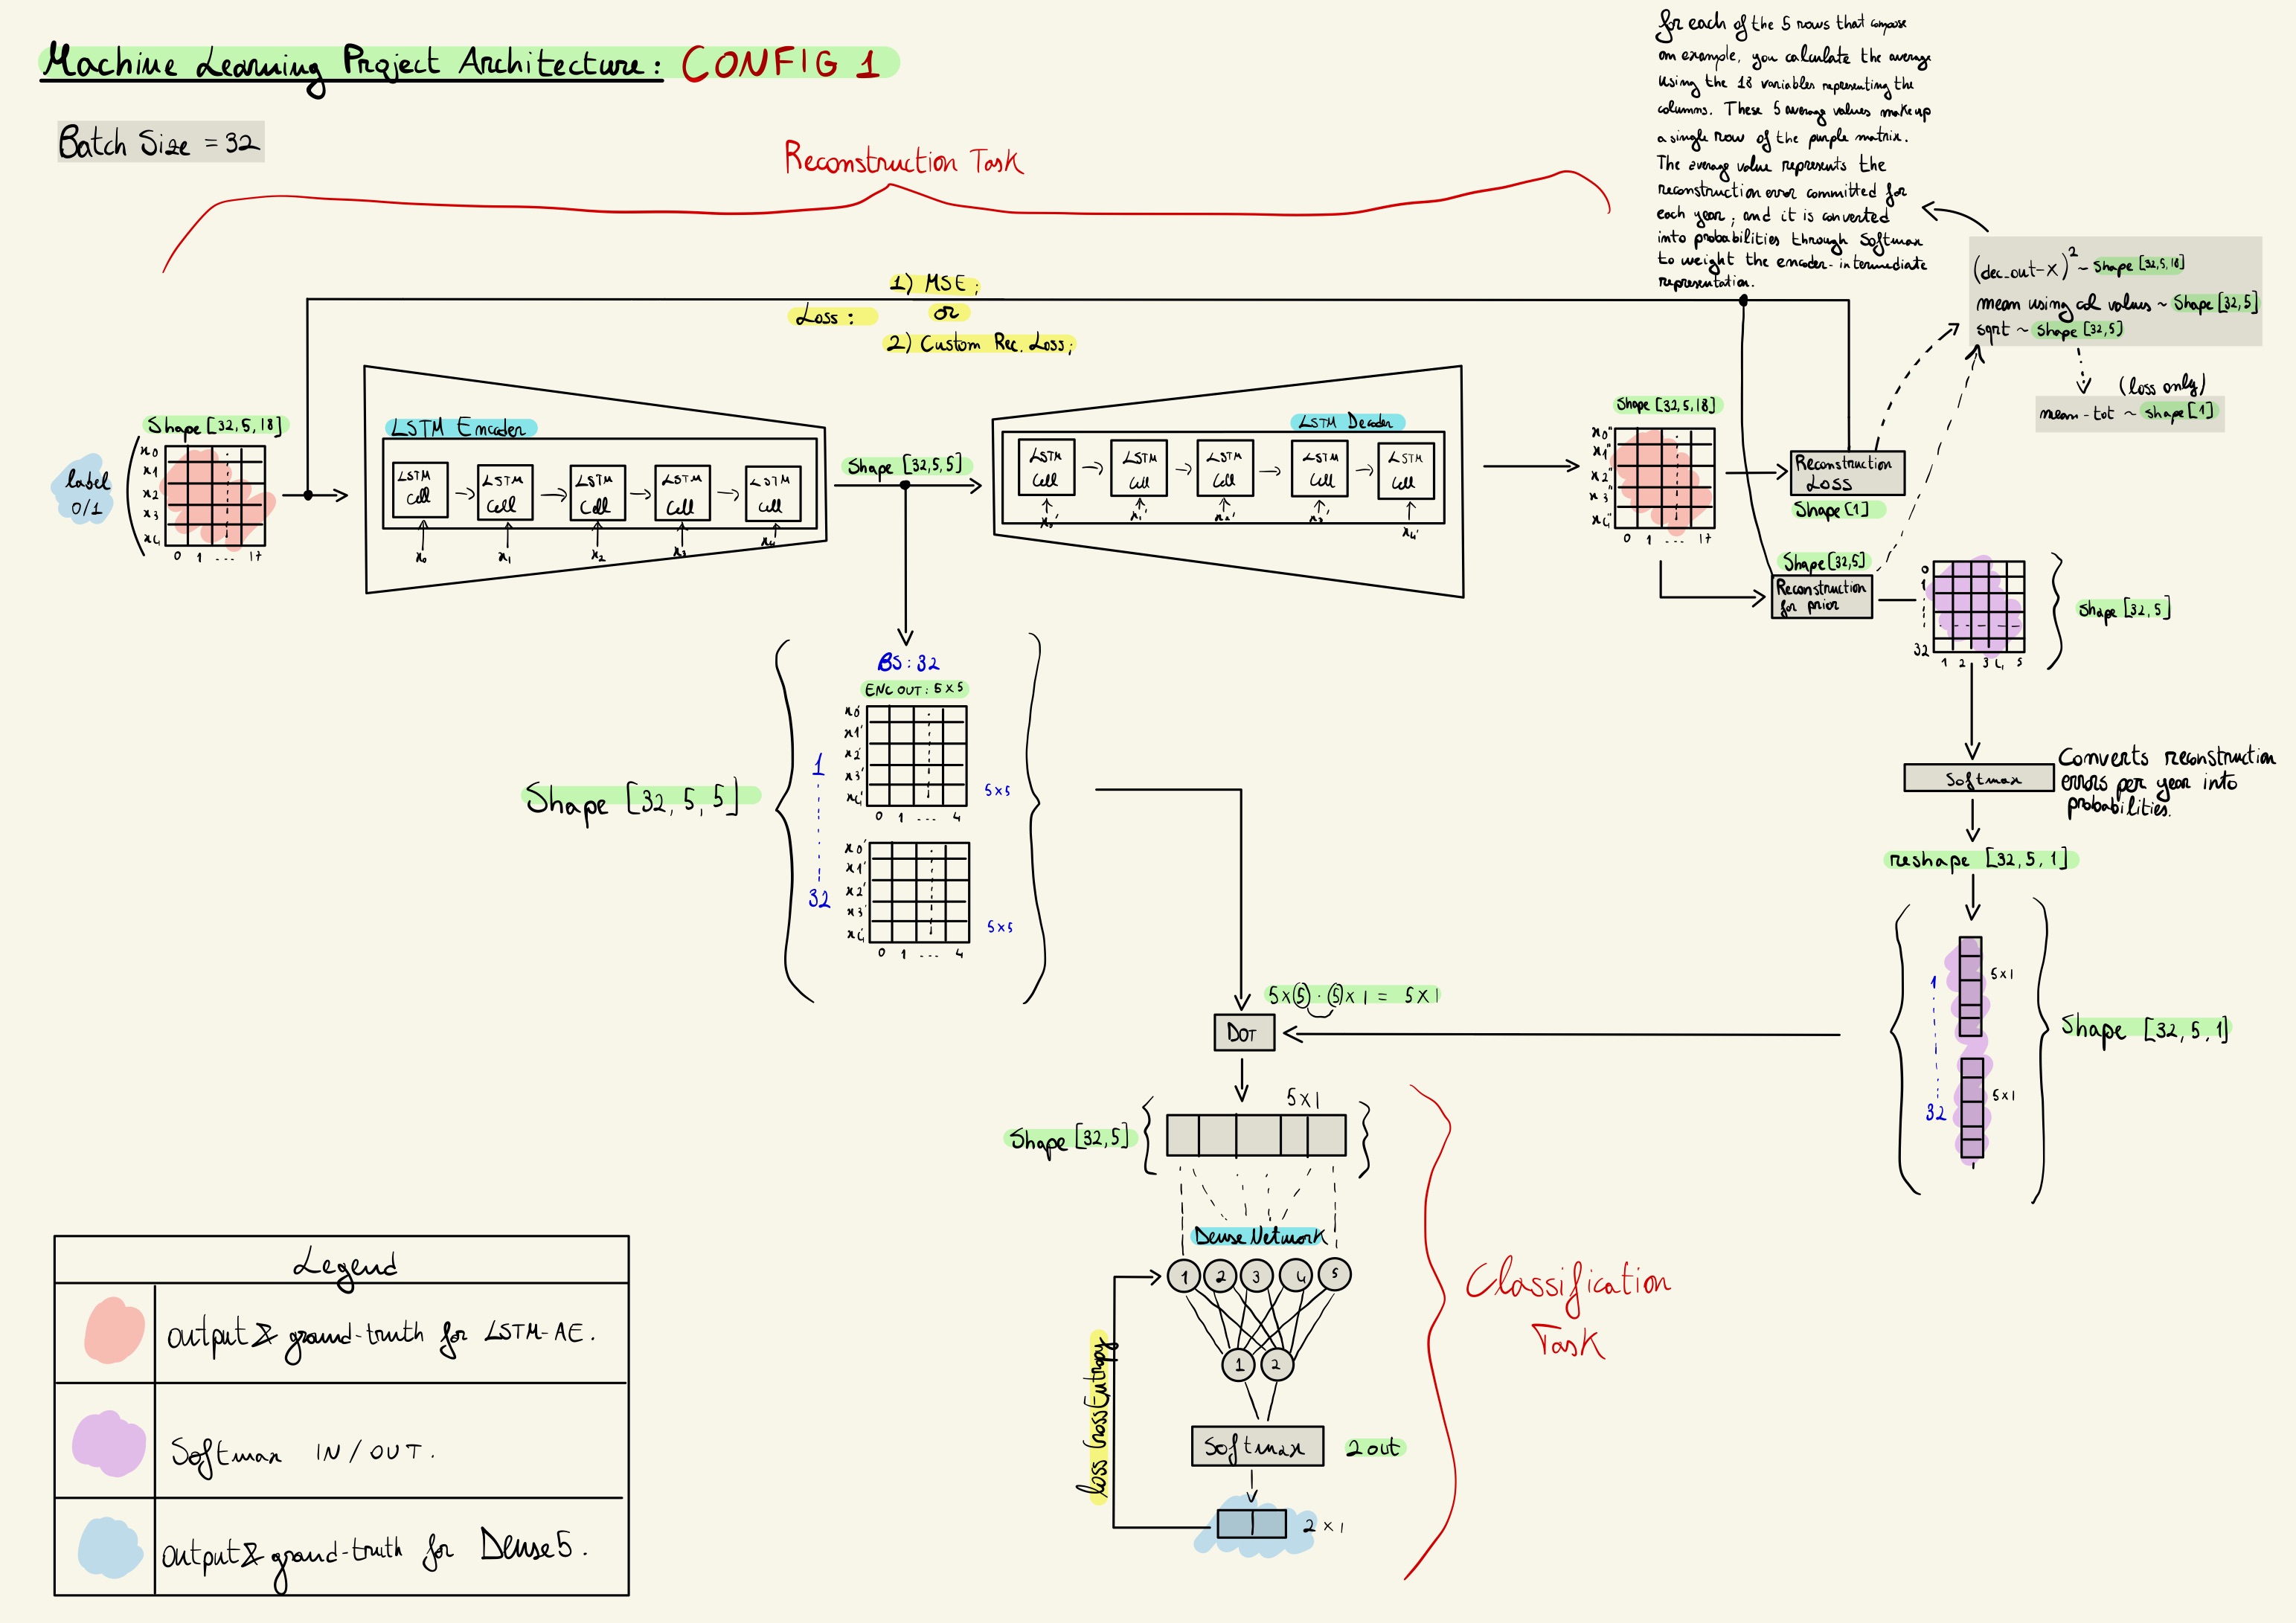 Machine Learning Project Architecture: CONFIG 1
Batch Size = 32
Reconstruction Task
for each of the 5 rows that compose
an example, you calculate the average
using the 18 variables representing the
columns. These 5 average values make up
a single row of the purple matrix.
The average value represents the
reconstruction error committed for
each year, and it is converted
into probabilities through Softmax
to weight the encoder-intermediate
representation.
(dec_out-x)² ~ Shape [32,5,18]
mean using col values ~ Shape [32,5]
sqrt ~ Shape [32,5]
(loss only)
mean-tot ~ Shape [1]
Loss:
1) MSE;
or
2) Custom Rec. Loss;
label
0/1
Shape [32,5,18]
x0
x1
x2
x3
x4
0 1 ... 17
LSTM Encoder
LSTM Cell
LSTM Cell
LSTM Cell
LSTM Cell
LSTM Cell
x0 x1 x2 x3 x4
Shape [32,5,5]
LSTM Decoder
LSTM Cell
LSTM Cell
LSTM Cell
LSTM Cell
LSTM Cell
x0' x1' x2' x3' x4'
Shape [32,5,18]
x0"
x1"
x2"
x3"
x4"
0 1 ... 17
Reconstruction
Loss
Shape [1]
Shape [32,5]
Reconstruction
for prior
0
1
32
1 2 3 4 5
Shape [32,5]
Softmax
Converts reconstruction
errors per year into
probabilities.
reshape [32,5,1]
1
32
5x1
5x1
Shape [32,5,1]
BS: 32
ENC OUT: 5x5
Shape [32,5,5]
1
32
x0'
x1'
x2'
x3'
x4'
0 1 ... 4
5x5
x0'
x1'
x2'
x3'
x4'
0 1 ... 4
5x5
5x5 · 5x1 = 5x1
DOT
5x1
Shape [32,5]
Dense Network
1 2 3 4 5
1 2
loss CrossEntropy
Softmax
2 out
2x1
Classification
Task
Legend
output & ground-truth for LSTM-AE.
Softmax IN/OUT.
output & ground-truth for Dense5.